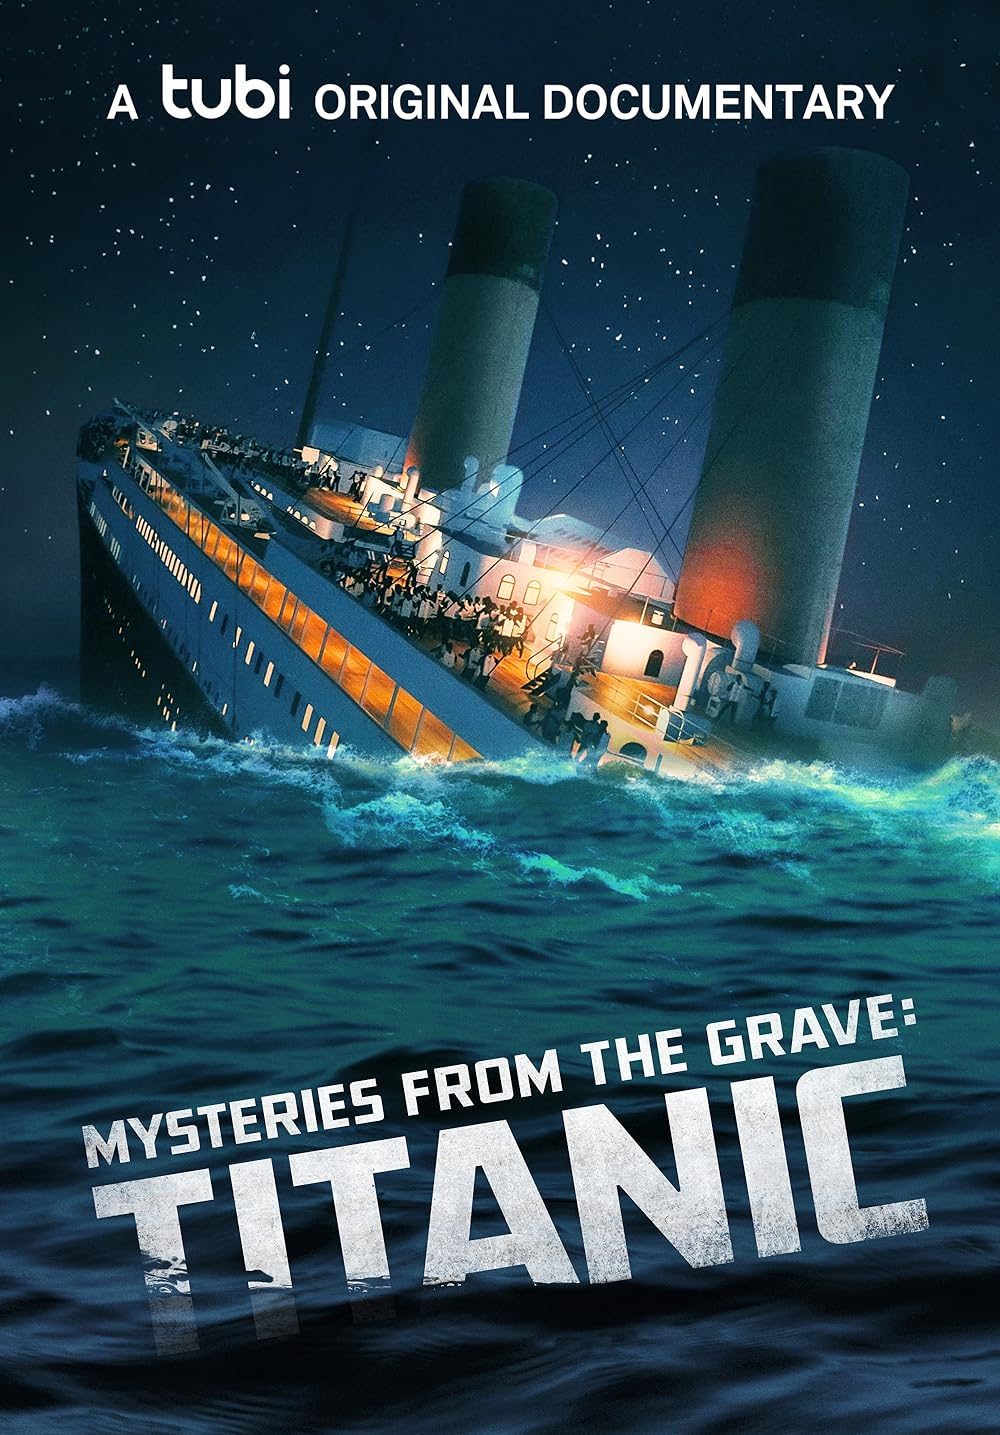 A tubi ORIGINAL DOCUMENTARY
MYSTERIES FROM THE GRAVE:
TITANIC